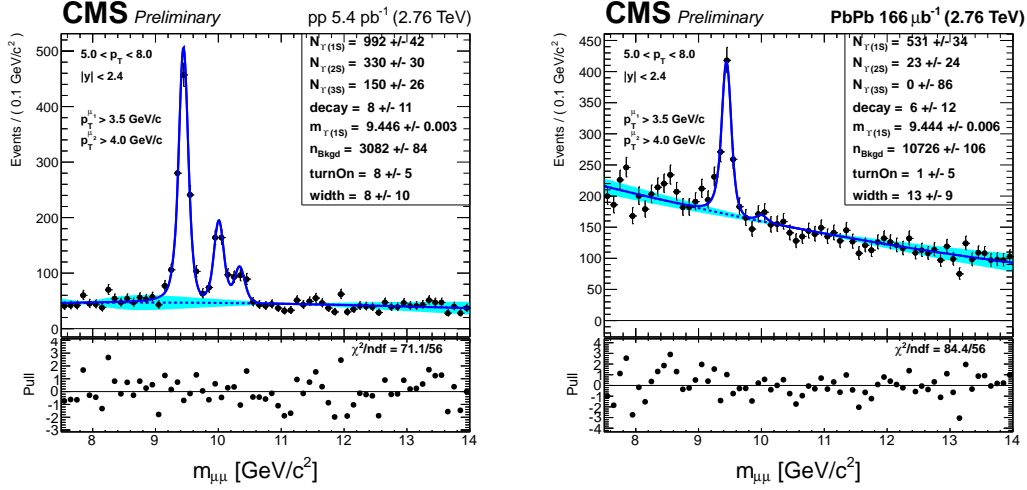 CMS Preliminary pp 5.4 pb⁻¹ (2.76 TeV)
5.0 < p_T < 8.0
|y| < 2.4
p_T^μ₁ > 3.5 GeV/c
p_T^μ₂ > 4.0 GeV/c
N_Υ(1S) = 992 +/- 42
N_Υ(2S) = 330 +/- 30
N_Υ(3S) = 150 +/- 26
decay = 8 +/- 11
m_Υ(1S) = 9.446 +/- 0.003
n_Bkgd = 3082 +/- 84
turnOn = 8 +/- 5
width = 8 +/- 10
Events / ( 0.1 GeV/c² )
500
400
300
200
100
0
χ²/ndf = 71.1/56
Pull
4
3
2
1
0
-1
-2
-3
8 9 10 11 12 13 14
m_μμ [GeV/c²]
CMS Preliminary PbPb 166 μb⁻¹ (2.76 TeV)
5.0 < p_T < 8.0
|y| < 2.4
p_T^μ₁ > 3.5 GeV/c
p_T^μ₂ > 4.0 GeV/c
N_Υ(1S) = 531 +/- 34
N_Υ(2S) = 23 +/- 24
N_Υ(3S) = 0 +/- 86
decay = 6 +/- 12
m_Υ(1S) = 9.444 +/- 0.006
n_Bkgd = 10726 +/- 106
turnOn = 1 +/- 5
width = 13 +/- 9
Events / ( 0.1 GeV/c² )
450
400
350
300
250
200
150
100
50
0
χ²/ndf = 84.4/56
Pull
4
3
2
1
0
-1
-2
-3
-4
8 9 10 11 12 13 14
m_μμ [GeV/c²]